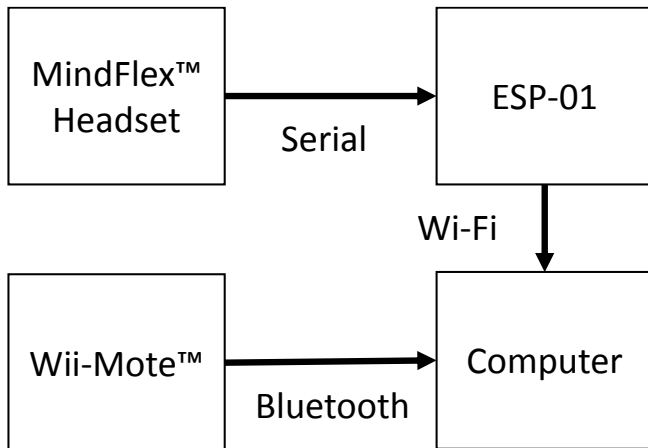 MindFlex™
Headset
Serial
ESP-01
Wi-Fi
Wii-Mote™
Bluetooth
Computer